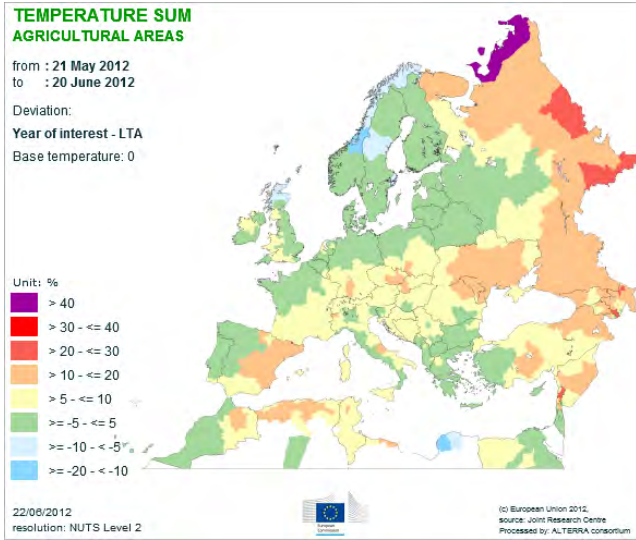 TEMPERATURE SUM
AGRICULTURAL AREAS
from : 21 May 2012
to : 20 June 2012
Deviation:
Year of interest - LTA
Base temperature: 0
Unit: %
> 40
> 30 - <= 40
> 20 - <= 30
> 10 - <= 20
> 5 - <= 10
>= -5 - <= 5
>= -10 - < -5
>= -20 - < -10
22/06/2012
resolution: NUTS Level 2
European
Commission
(c) European Union 2012,
source: Joint Research Centre
Processed by: ALTERRA consortium